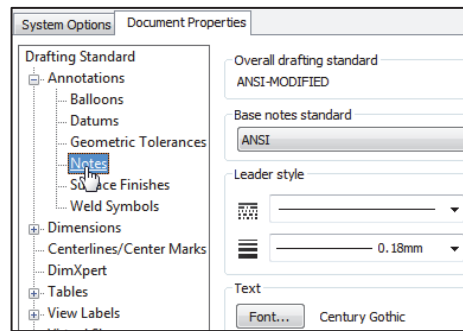 System Options
Document Properties
Drafting Standard
Annotations
Balloons
Datums
Geometric Tolerances
Notes
Surface Finishes
Weld Symbols
Dimensions
Centerlines/Center Marks
DimXpert
Tables
View Labels
Overall drafting standard
ANSI-MODIFIED
Base notes standard
ANSI
Leader style
0.18mm
Text
Font...
Century Gothic